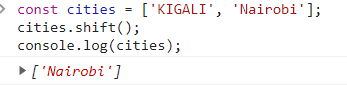 const cities = ['KIGALI', 'Nairobi'];
cities.shift();
console.log(cities);
['Nairobi']